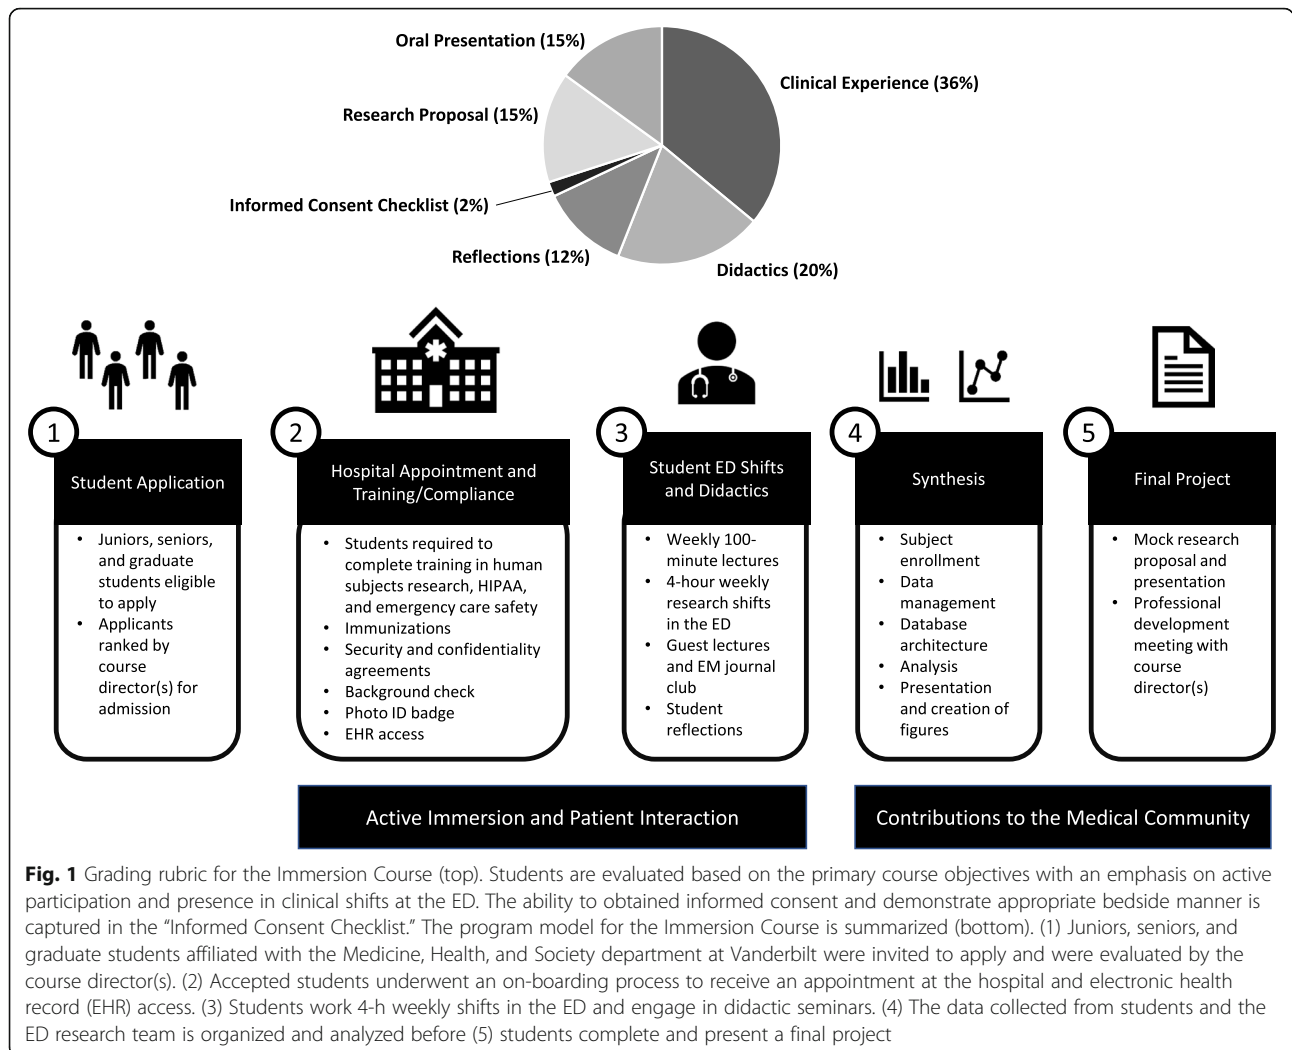 Oral Presentation (15%)
Clinical Experience (36%)
Research Proposal (15%)
Informed Consent Checklist (2%)
Reflections (12%)
Didactics (20%)
1
Student Application
• Juniors, seniors,
and graduate
students eligible
to apply
• Applicants
ranked by
course
director(s) for
admission
2
Hospital Appointment and
Training/Compliance
• Students required to
complete training in human
subjects research, HIPAA,
and emergency care safety
• Immunizations
• Security and confidentiality
agreements
• Background check
• Photo ID badge
• EHR access
3
Student ED Shifts
and Didactics
• Weekly 100-
minute lectures
• 4-hour weekly
research shifts
in the ED
• Guest lectures
and EM journal
club
• Student
reflections
4
Synthesis
• Subject
enrollment
• Data
management
• Database
architecture
• Analysis
• Presentation
and creation of
figures
5
Final Project
• Mock research
proposal and
presentation
• Professional
development
meeting with
course
director(s)
Active Immersion and Patient Interaction
Contributions to the Medical Community
Fig. 1 Grading rubric for the Immersion Course (top). Students are evaluated based on the primary course objectives with an emphasis on active
participation and presence in clinical shifts at the ED. The ability to obtained informed consent and demonstrate appropriate bedside manner is
captured in the “Informed Consent Checklist.” The program model for the Immersion Course is summarized (bottom). (1) Juniors, seniors, and
graduate students affiliated with the Medicine, Health, and Society department at Vanderbilt were invited to apply and were evaluated by the
course director(s). (2) Accepted students underwent an on-boarding process to receive an appointment at the hospital and electronic health
record (EHR) access. (3) Students work 4-h weekly shifts in the ED and engage in didactic seminars. (4) The data collected from students and the
ED research team is organized and analyzed before (5) students complete and present a final project